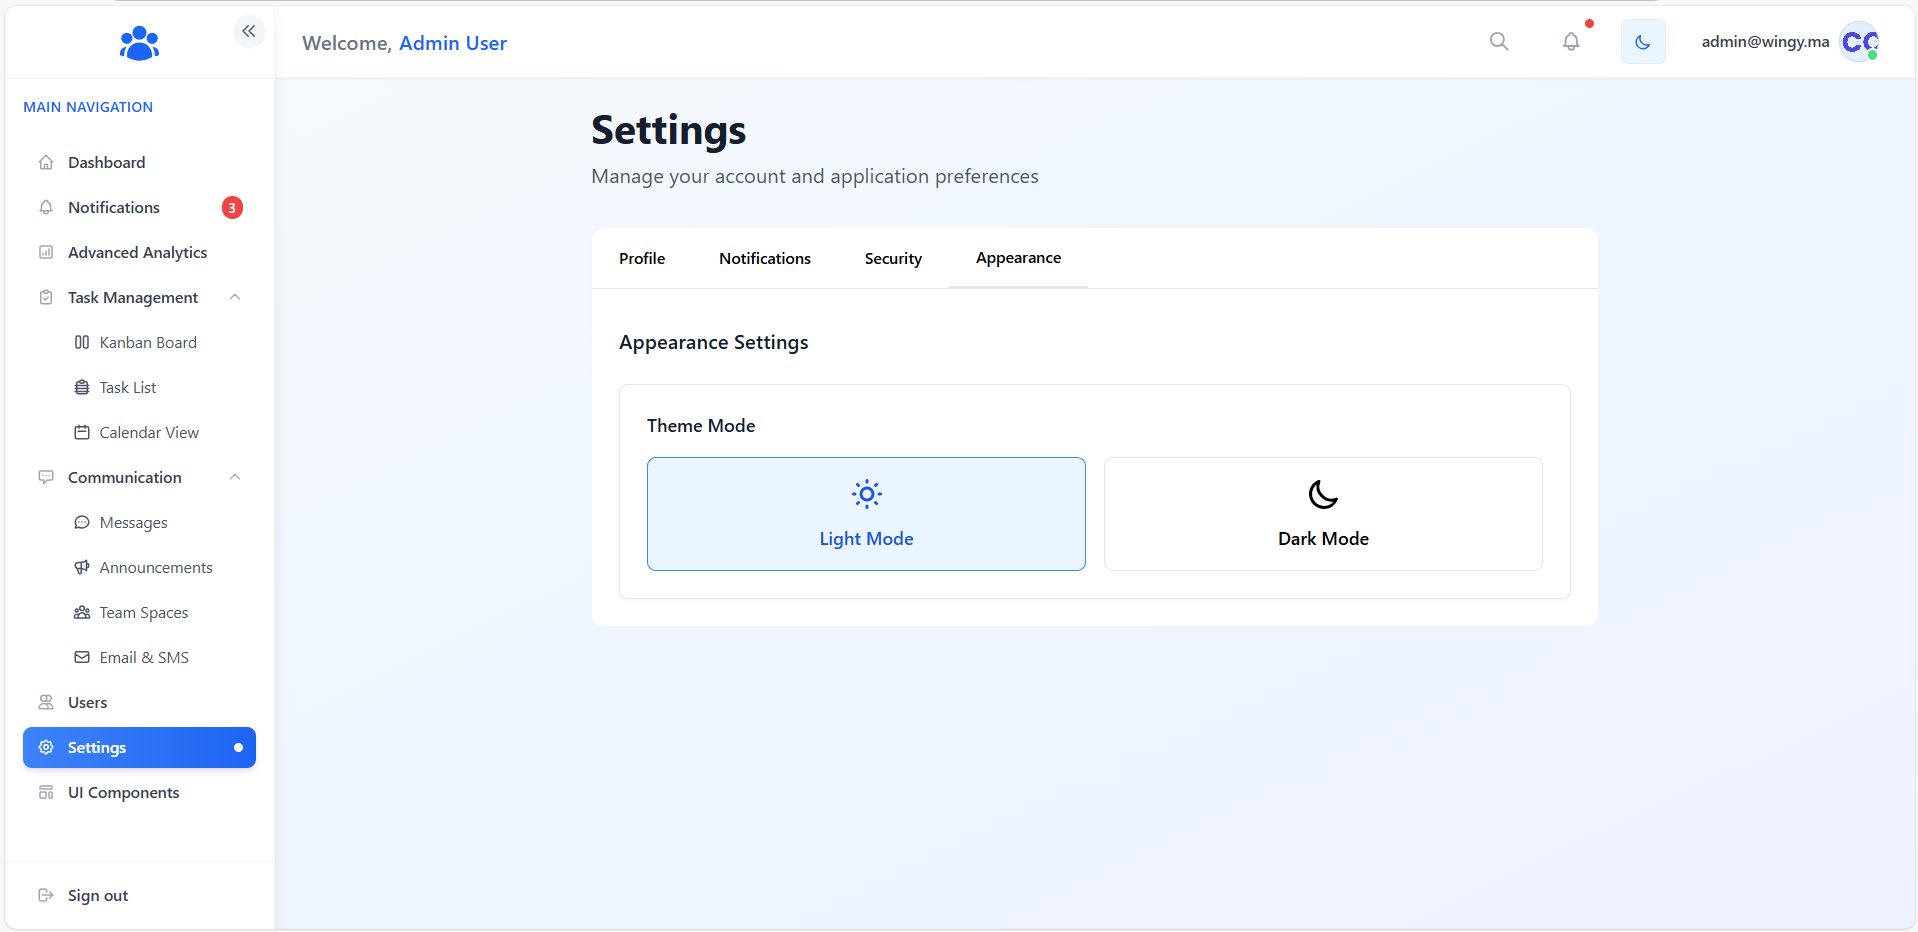 Welcome, Admin User
admin@wingy.ma
MAIN NAVIGATION
Dashboard
Notifications
3
Advanced Analytics
Task Management
Kanban Board
Task List
Calendar View
Communication
Messages
Announcements
Team Spaces
Email & SMS
Users
Settings
UI Components
Sign out
Settings
Manage your account and application preferences
Profile
Notifications
Security
Appearance
Appearance Settings
Theme Mode
Light Mode
Dark Mode